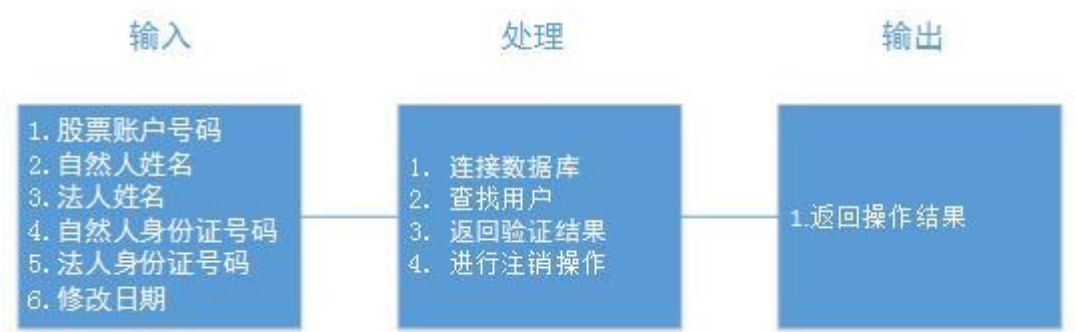 输入
处理
输出
1.股票账户号码
2.自然人姓名
3.法人姓名
4.自然人身份证号码
5.法人身份证号码
6.修改日期
1. 连接数据库
2. 查找用户
3. 返回验证结果
4. 进行注销操作
1.返回操作结果